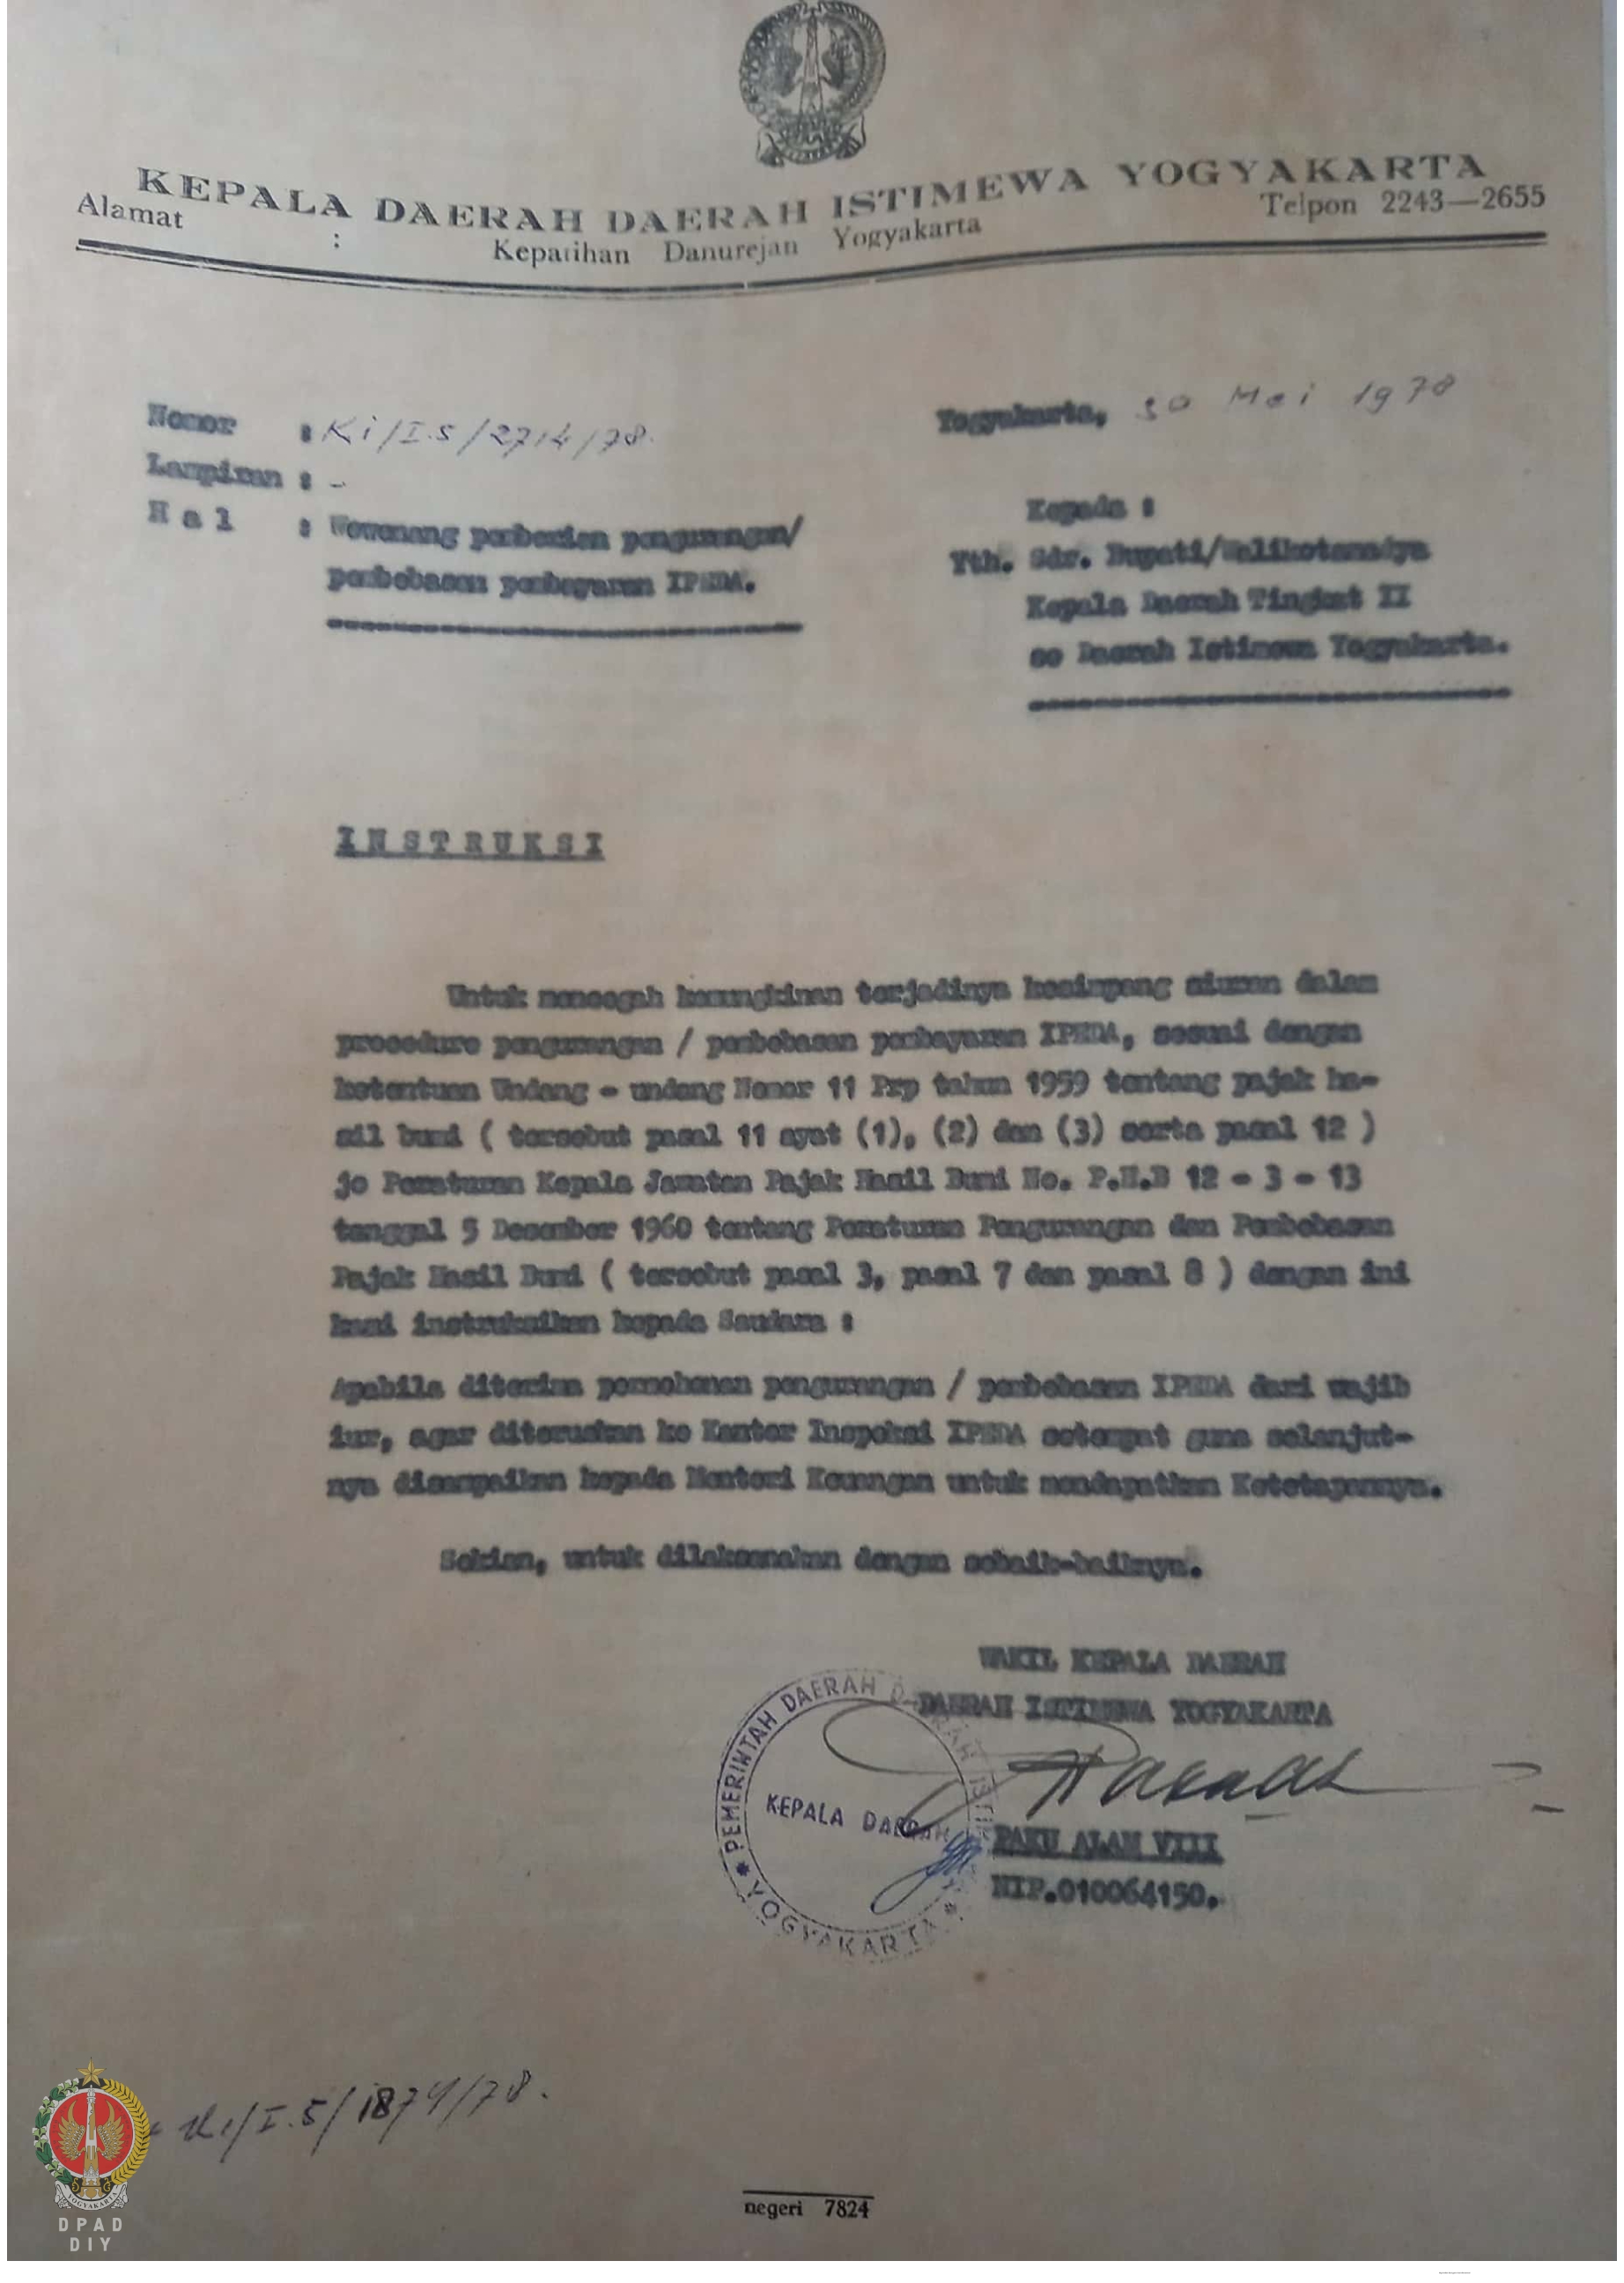 KEPALA DAERAH DAERAH ISTIMEWA YOGYAKARTA
Alamat : Kepatihan Danurejan Yogyakarta Telpon 2243—2655
Nomor : Ki/I.5/2714/78.
Yogyakarta, 30 Mei 1978
Lampiran : -
H a l : Wewenang pemberian pengurangan/
pembebasan pembayaran IPEDA.
Kepada :
Yth. Sdr. Bupati/Walikotamadya
Kepala Daerah Tingkat II
se Daerah Istimewa Yogyakarta.
I N S T R U K S I
Untuk mencegah kemungkinan terjadinya kesimpang siuran dalam
procedure pengurangan / pembebasan pembayaran IPEDA, sesuai dengan
ketentuan Undang - undang Nomor 11 Prp tahun 1959 tentang pajak ha-
sil bumi ( tersebut pasal 11 ayat (1), (2) dan (3) serta pasal 12 )
jo Peraturan Kepala Jawatan Pajak Hasil Bumi No. P.H.B 12 - 3 - 13
tanggal 5 Desember 1960 tentang Peraturan Pengurangan dan Pembebasan
Pajak Hasil Bumi ( tersebut pasal 3, pasal 7 dan pasal 8 ) dengan ini
kami instruksikan kepada Saudara :
Apabila diterima permohonan pengurangan / pembebasan IPEDA dari wajib
iur, agar diteruskan ke Kantor Inspeksi IPEDA setempat guna selanjut-
nya disampaikan kepada Menteri Keuangan untuk mendapatkan Ketetapannya.
Sekian, untuk dilaksanakan dengan sebaik-baiknya.
WAKIL KEPALA DAERAH
DAERAH ISTIMEWA YOGYAKARTA
PEMERINTAH DAERAH DAERAH ISTIMEWA
KEPALA DAERAH
* YOGYAKARTA *
PAKU ALAM VIII
NIP.010064150.
Ki/I.5/1874/78.
negeri 7824
YOGYAKARTA
DPAD
DIY